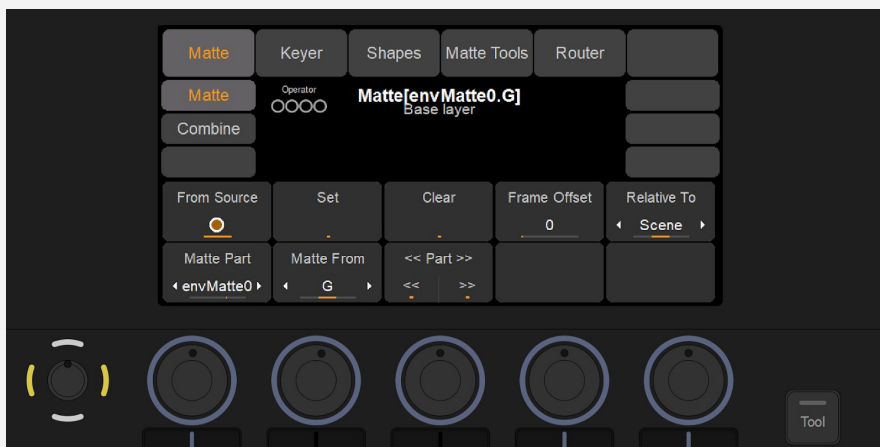 Matte
Keyer
Shapes
Matte Tools
Router
Matte
Operator
Matte[envMatte0.G]
Base layer
Combine
From Source
Set
Clear
Frame Offset
Relative To
0
Scene
Matte Part
Matte From
<< Part >>
envMatte0
G
<<
>>
Tool